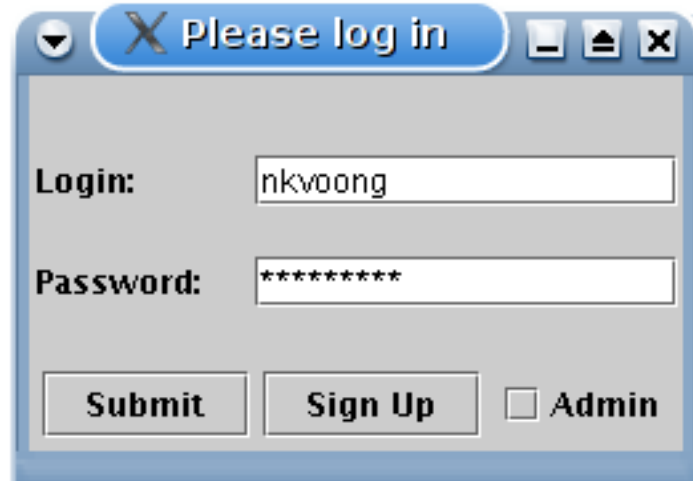 Please log in
Login: nkvoong
Password: *********
Submit Sign Up Admin